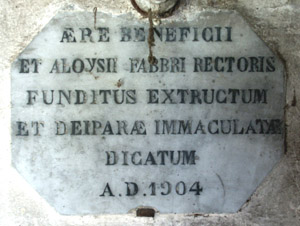 ÆRE BENEFICII
ET ALOYSII FABBRI RECTORIS
FUNDITUS EXTRUCTUM
ET DEIPARÆ IMMACULATÆ
DICATUM
A.D.1904